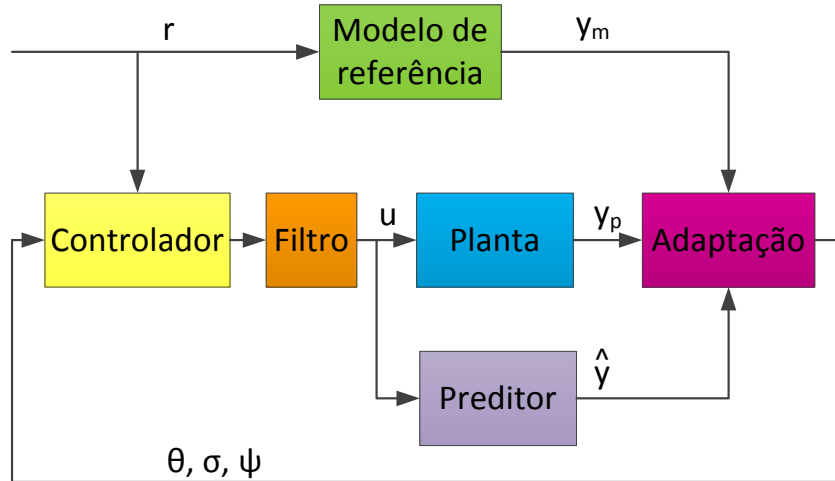 r
Modelo de
referência
yₘ
Controlador
Filtro
u
Planta
yₚ
Adaptação
Preditor
ŷ
θ, σ, ψ